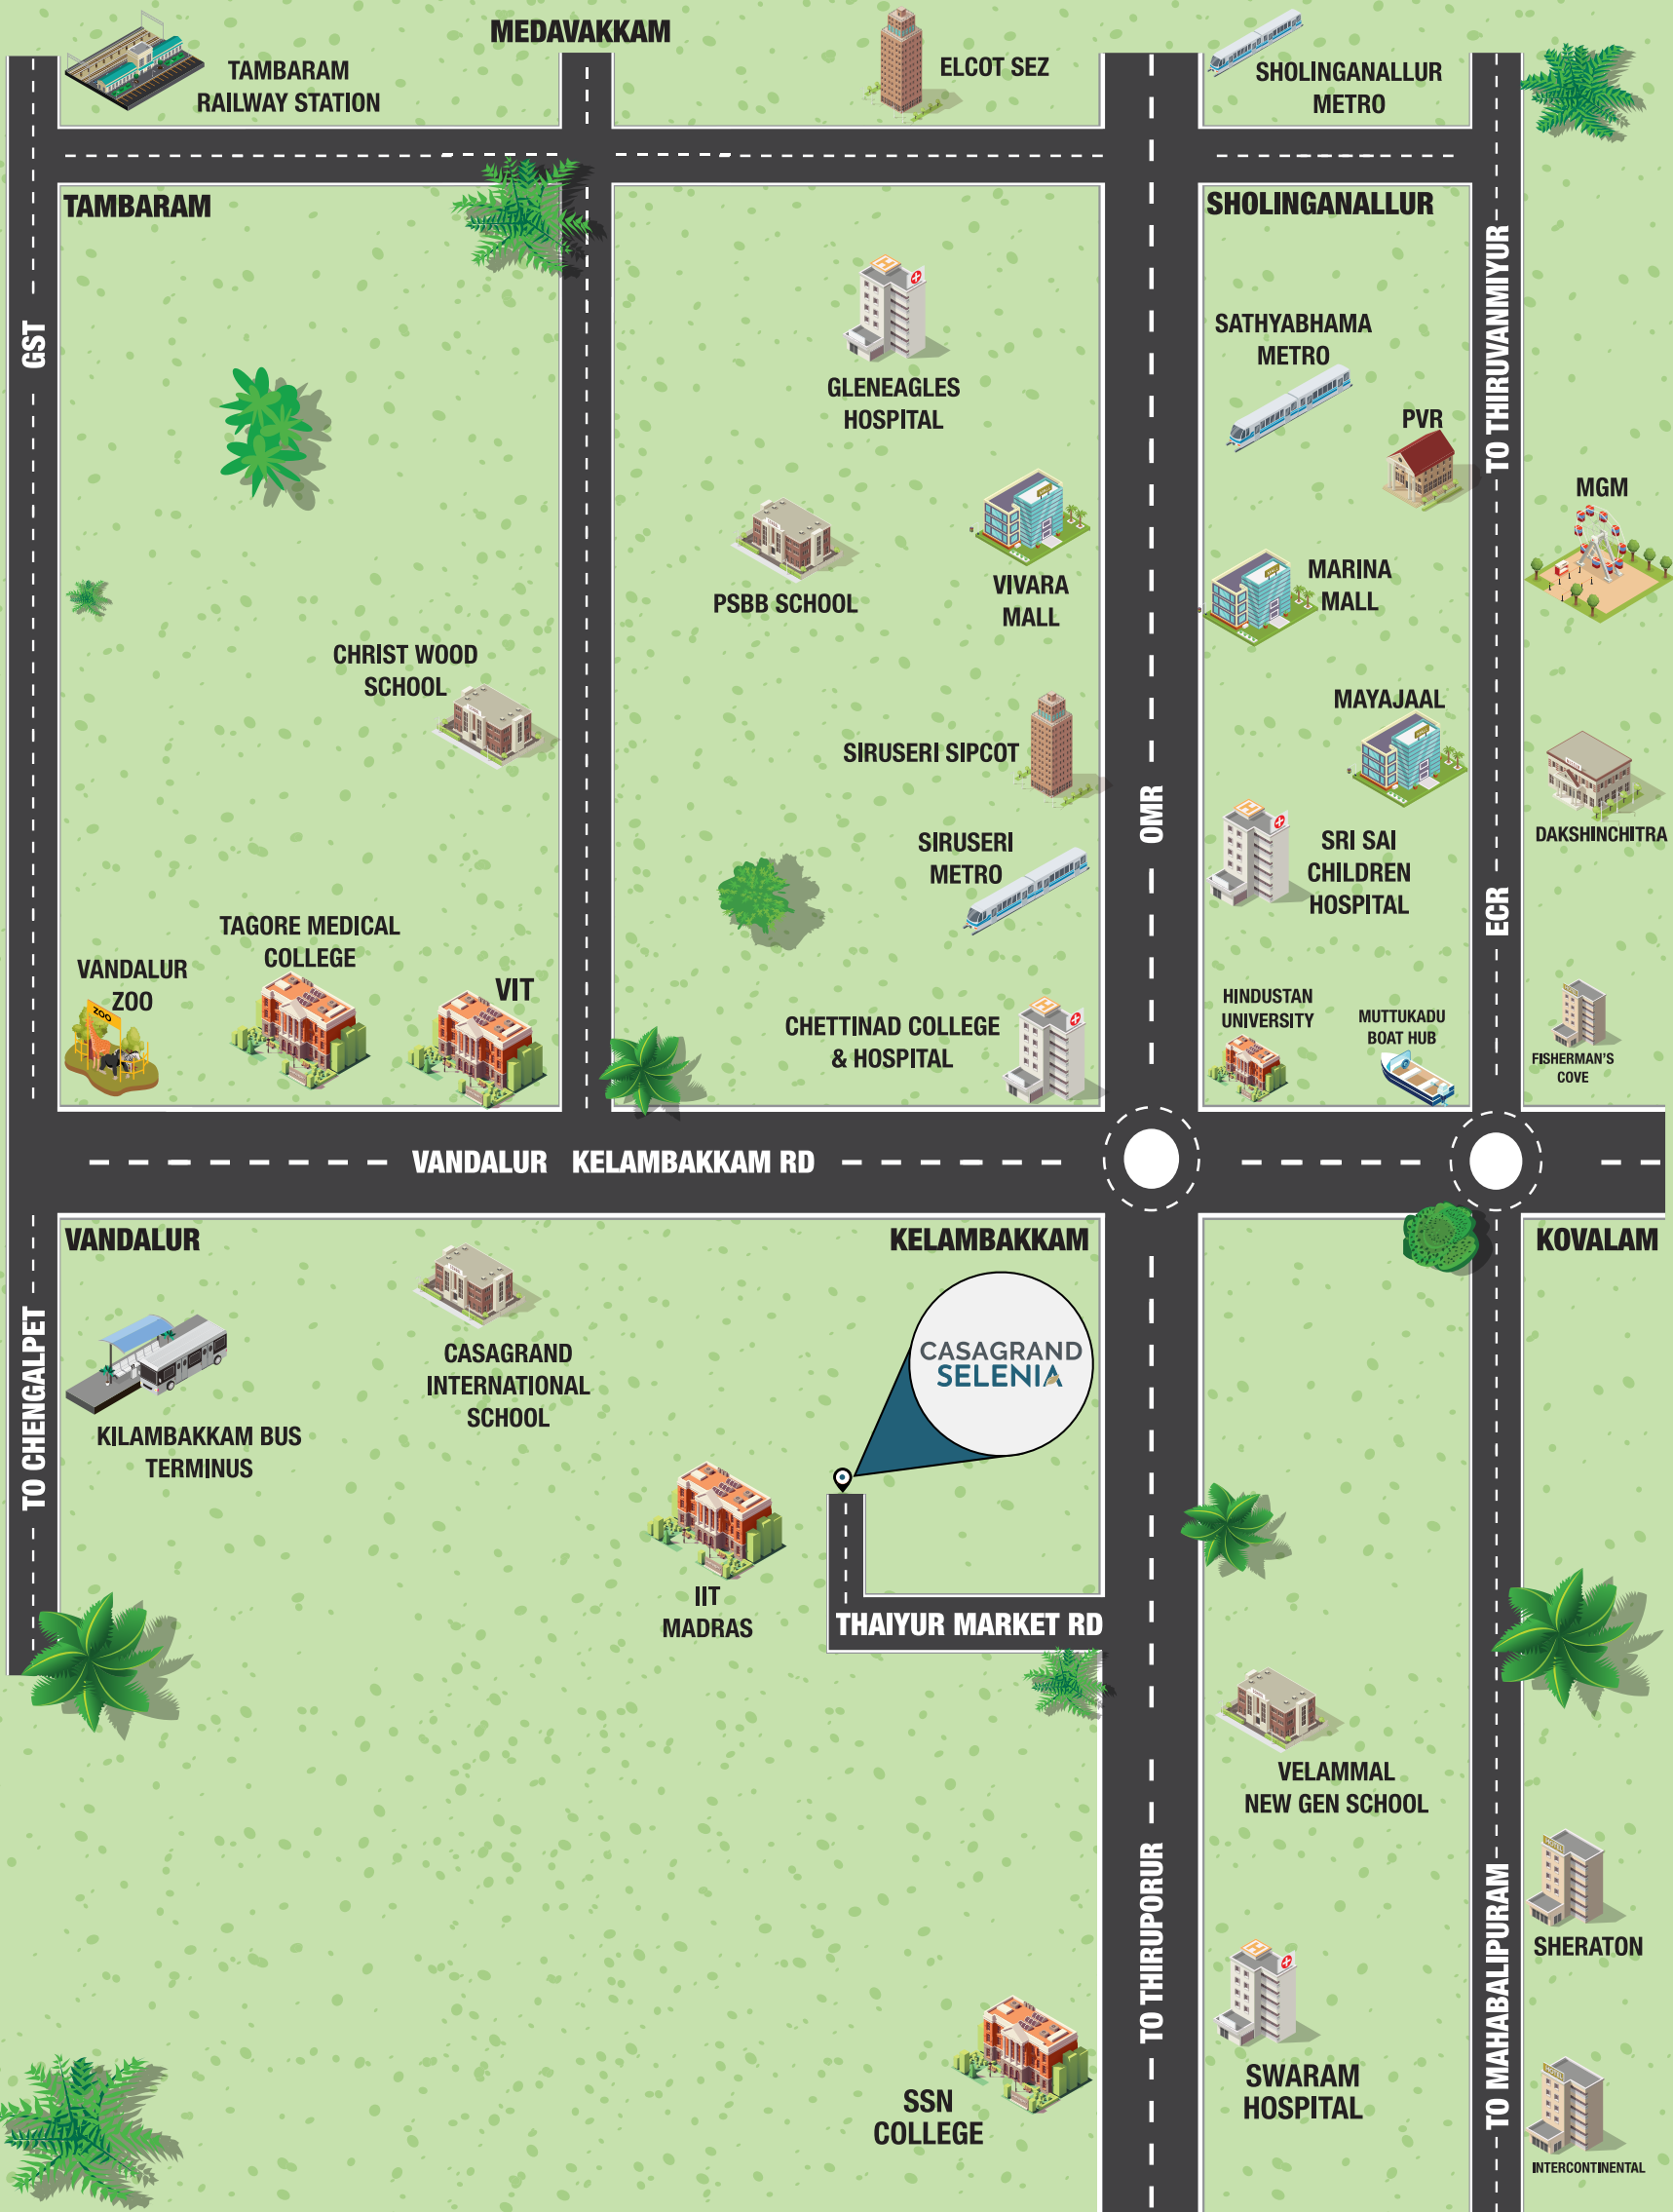 MEDAVAKKAM
TAMBARAM
RAILWAY STATION
ELCOT SEZ
SHOLINGANALLUR
METRO
TAMBARAM
SHOLINGANALLUR
GST
TO THIRUVANMIYUR
SATHYABHAMA
METRO
GLENEAGLES
HOSPITAL
PVR
MGM
PSBB SCHOOL
VIVARA
MALL
MARINA
MALL
CHRIST WOOD
SCHOOL
MAYAJAAL
SIRUSERI SIPCOT
OMR
DAKSHINCHITRA
SIRUSERI
METRO
SRI SAI
CHILDREN
HOSPITAL
ECR
TAGORE MEDICAL
COLLEGE
VANDALUR
ZOO
ZOO
VIT
CHETTINAD COLLEGE
& HOSPITAL
HINDUSTAN
UNIVERSITY
MUTTUKADU
BOAT HUB
FISHERMAN'S
COVE
VANDALUR KELAMBAKKAM RD
VANDALUR
KELAMBAKKAM
KOVALAM
TO CHENGALPET
CASAGRAND
INTERNATIONAL
SCHOOL
CASAGRAND
SELENIA
KILAMBAKKAM BUS
TERMINUS
IIT
MADRAS
THAIYUR MARKET RD
VELAMMAL
NEW GEN SCHOOL
TO THIRUPORUR
TO MAHABALIPURAM
HOTEL
SHERATON
SWARAM
HOSPITAL
SSN
COLLEGE
HOTEL
INTERCONTINENTAL